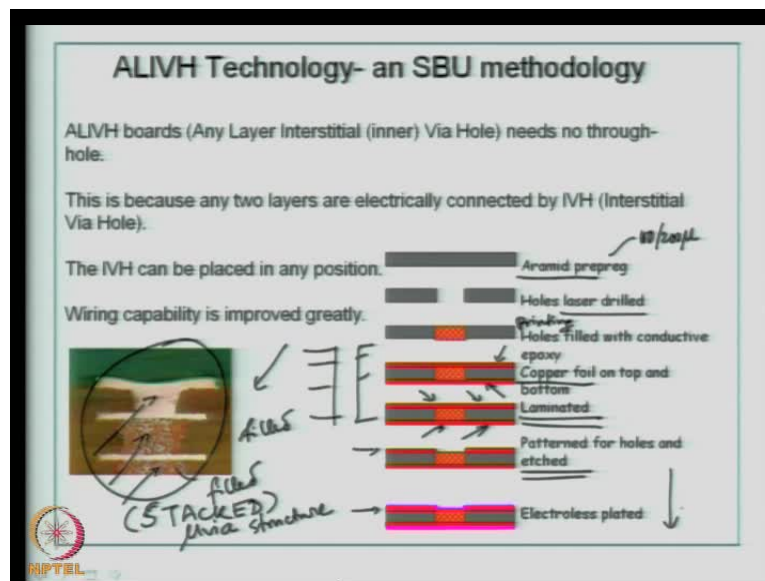 ALIVH Technology- an SBU methodology
ALIVH boards (Any Layer Interstitial (inner) Via Hole) needs no through-
hole.
This is because any two layers are electrically connected by IVH (Interstitial
Via Hole).
The IVH can be placed in any position.
Wiring capability is improved greatly.
Aramid prepreg
Holes laser drilled
printing
Holes filled with conductive
epoxy
Copper foil on top and
bottom
Laminated
Patterned for holes and
etched
Electroless plated
filled
filled
(STACKED)
μvia structure
NPTEL